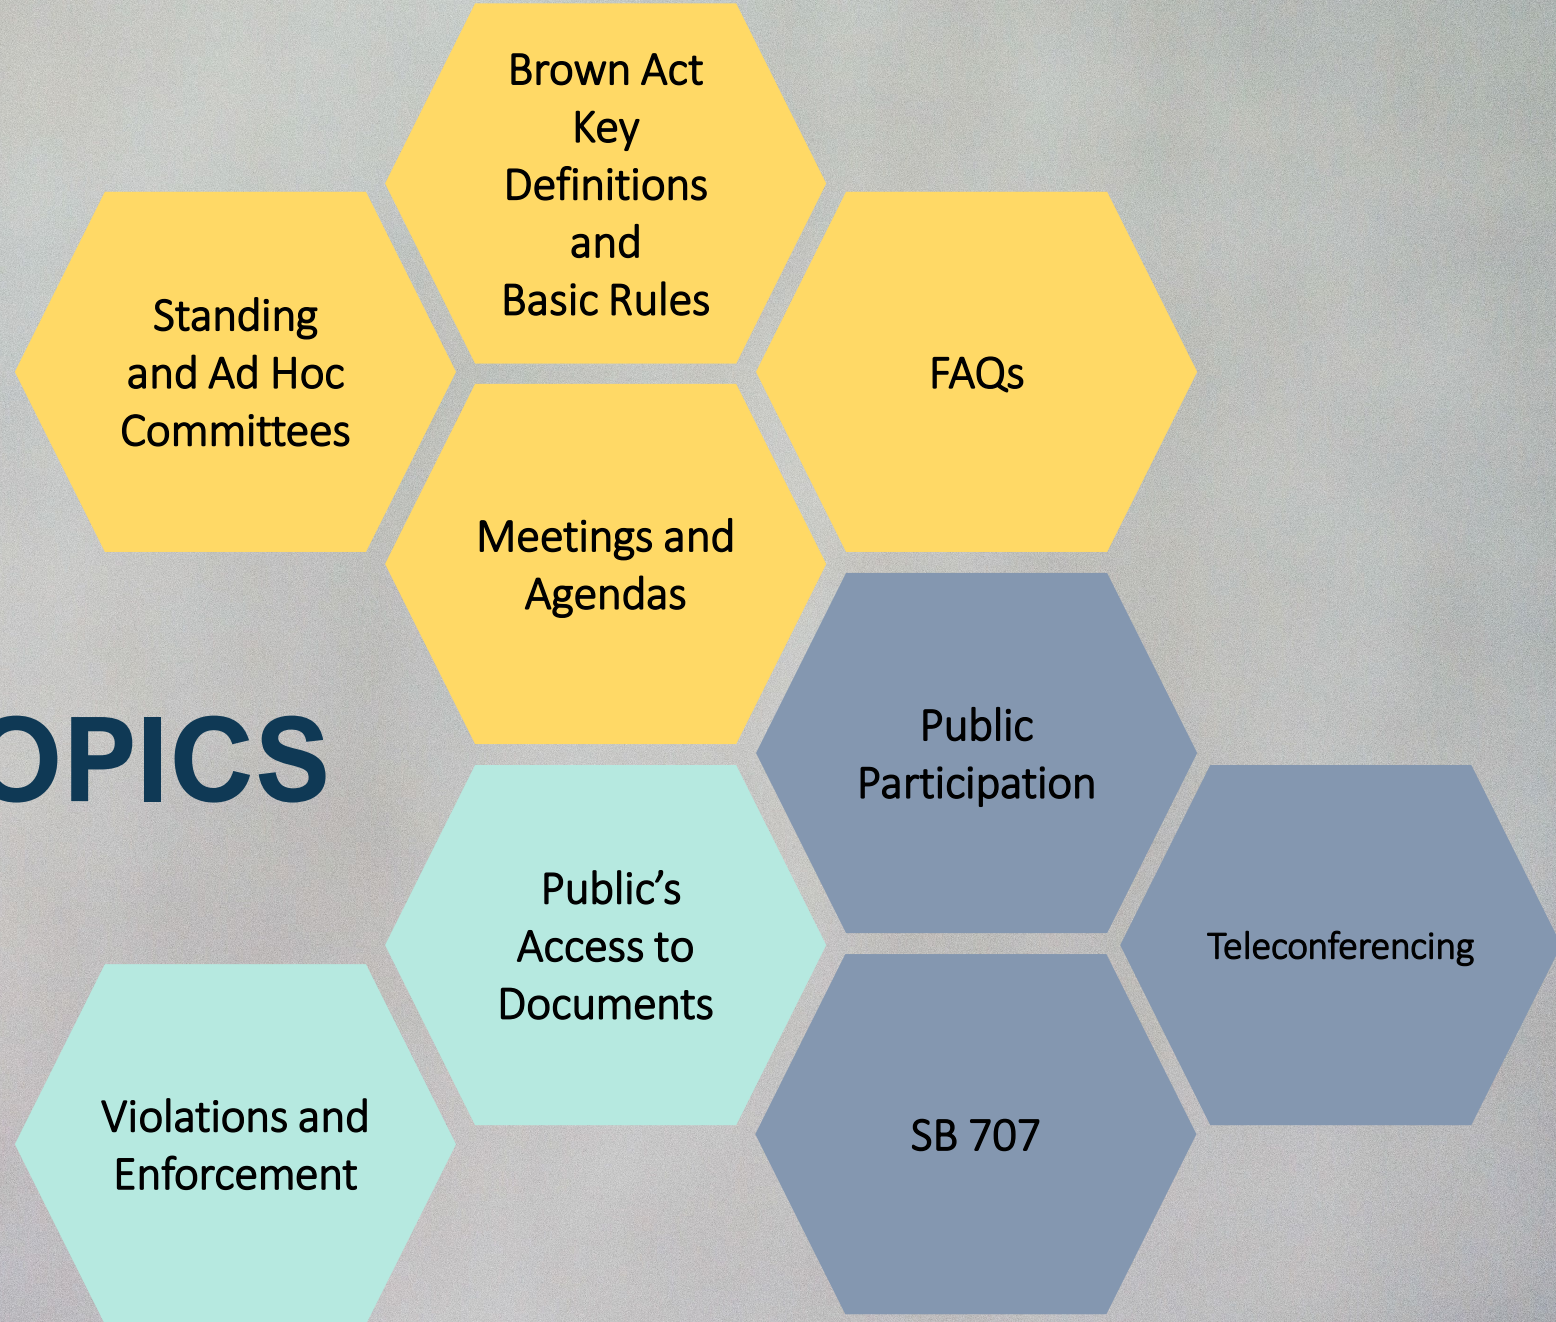 Brown Act
Key
Definitions
and
Basic Rules
Standing
and Ad Hoc
Committees
FAQs
Meetings and
Agendas
OPICS
Public
Participation
Public’s
Access to
Documents
Teleconferencing
Violations and
Enforcement
SB 707